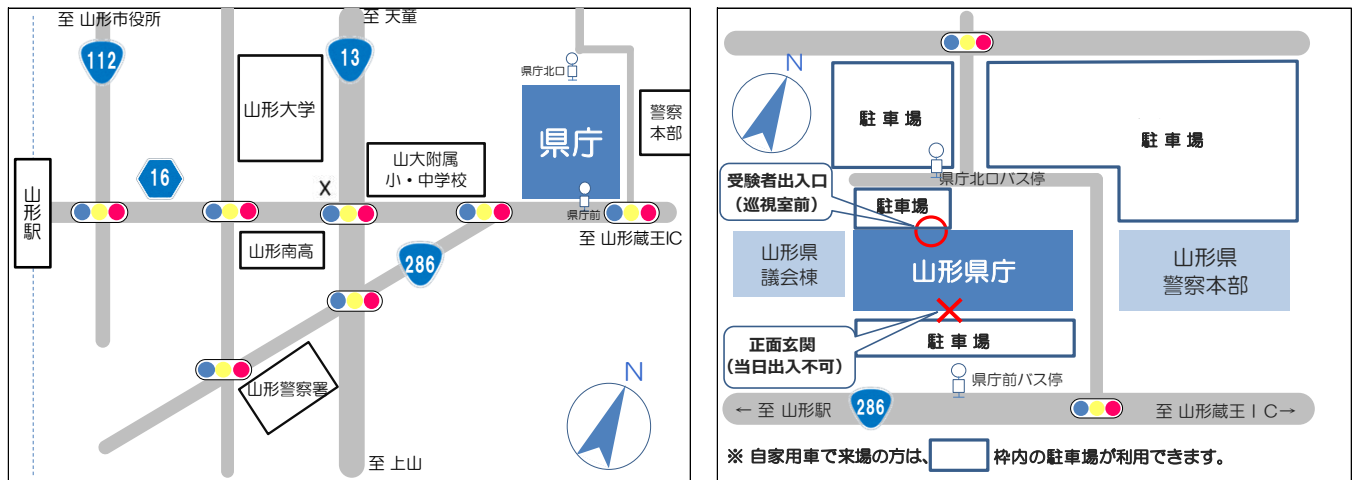 至 山形市役所
至 天童
112
13
県庁北口
山形大学
県庁
警察
本部
山大附属
小・中学校
16
x
山形駅
県庁前
山形南高
至 山形蔵王IC
286
山形警察署
N
至 上山
N
駐 車 場
駐 車 場
受験者出入口
(巡視室前)
県庁北口バス停
駐車場
山形県
議会棟
山形県庁
山形県
警察本部
正面玄関
(当日出入不可)
駐 車 場
県庁前バス停
← 至 山形駅
286
至 山形蔵王IC→
※ 自家用車で来場の方は、 枠内の駐車場が利用できます。